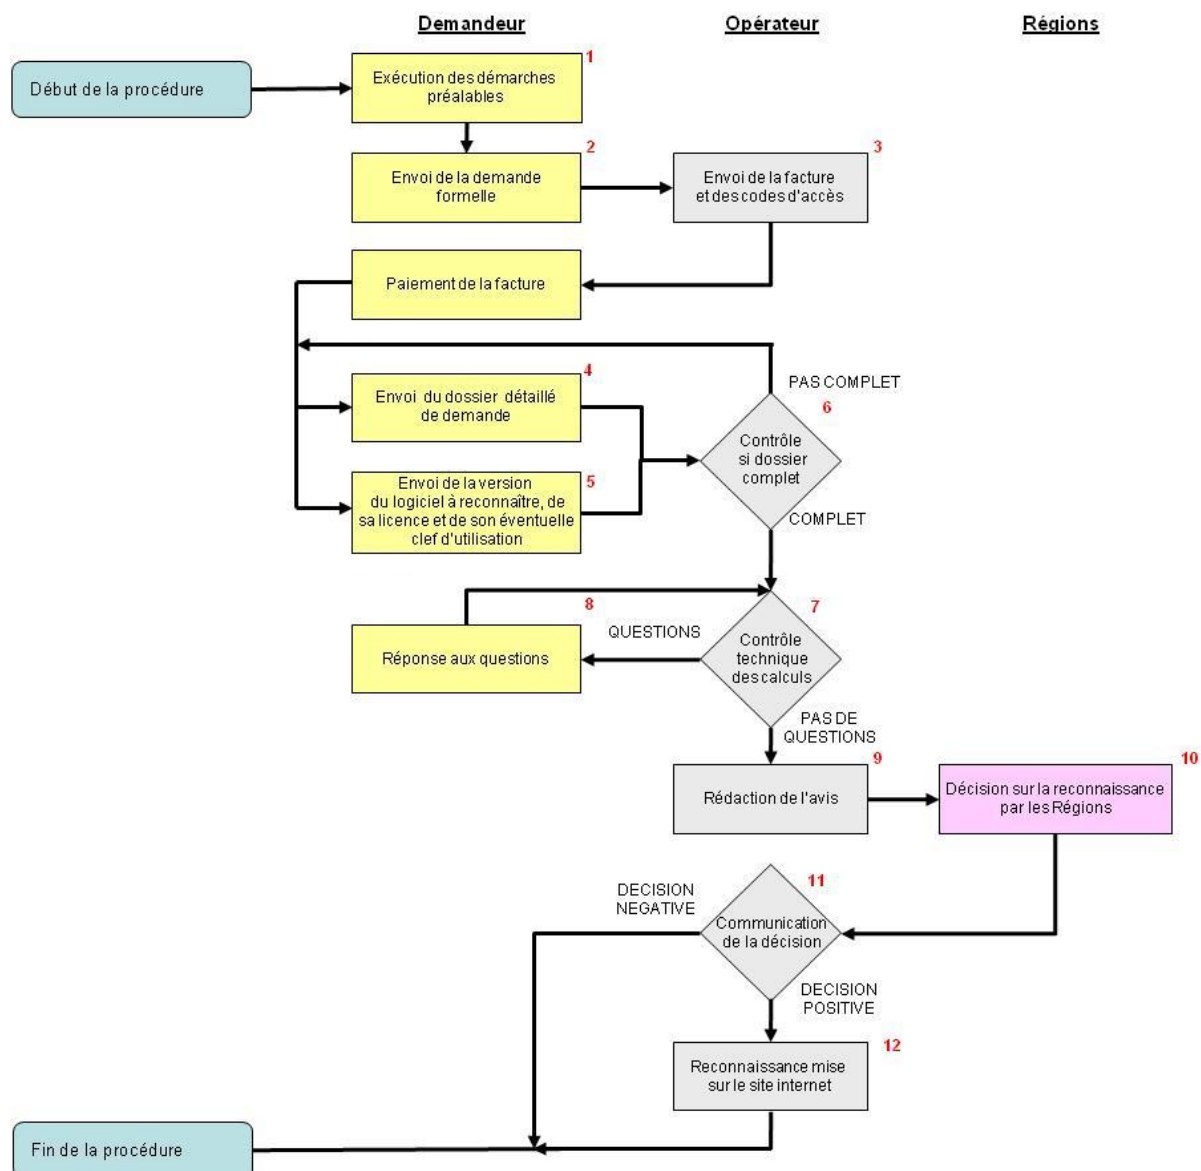 Demandeur
Opérateur
Régions
Début de la procédure
1
Exécution des démarches
préalables
2
Envoi de la demande
formelle
3
Envoi de la facture
et des codes d'accès
Paiement de la facture
PAS COMPLET
4
Envoi du dossier détaillé
de demande
6
Contrôle
si dossier
complet
5
Envoi de la version
du logiciel à reconnaître, de
sa licence et de son éventuelle
clef d'utilisation
COMPLET
8
Réponse aux questions
QUESTIONS
7
Contrôle
technique
des calculs
PAS DE
QUESTIONS
9
Rédaction de l'avis
10
Décision sur la reconnaissance
par les Régions
11
Communication
de la décision
DECISION
NEGATIVE
DECISION
POSITIVE
12
Reconnaissance mise
sur le site internet
Fin de la procédure